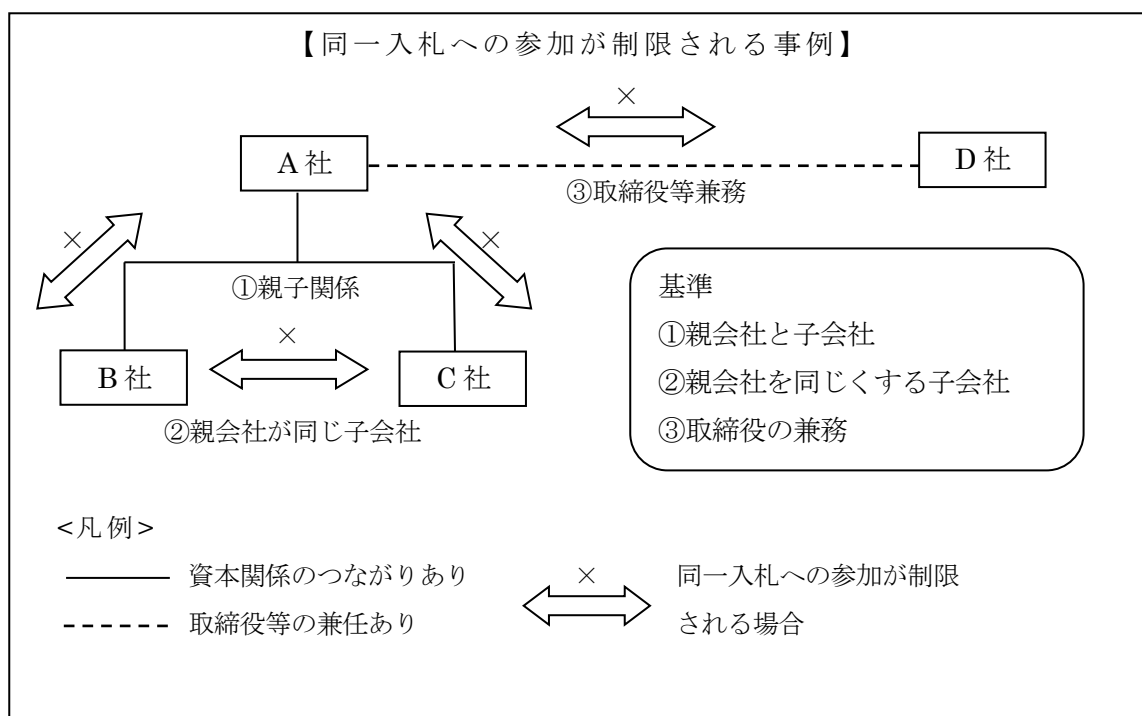 【同一入札への参加が制限される事例】
×
A社
D社
③取締役等兼務
×
×
①親子関係
×
B社
C社
②親会社が同じ子会社
基準
①親会社と子会社
②親会社を同じくする子会社
③取締役の兼務
<凡例>
資本関係のつながりあり
取締役等の兼任あり
×
同一入札への参加が制限
される場合